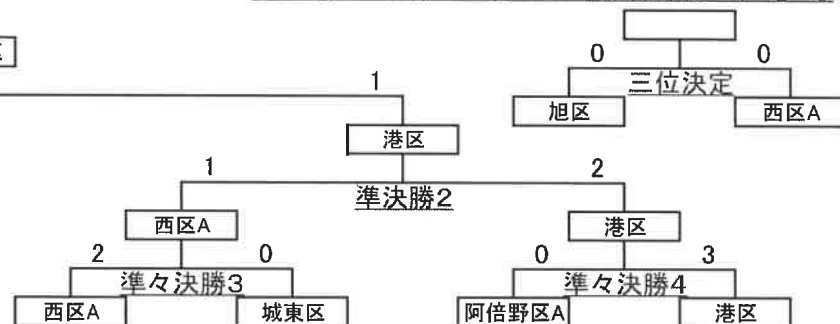 0 0
三位決定
1
旭区 西区A
港区
1 2
準決勝2
西区A 港区
2 0 0 3
準々決勝3 準々決勝4
西区A 城東区 阿倍野区A 港区